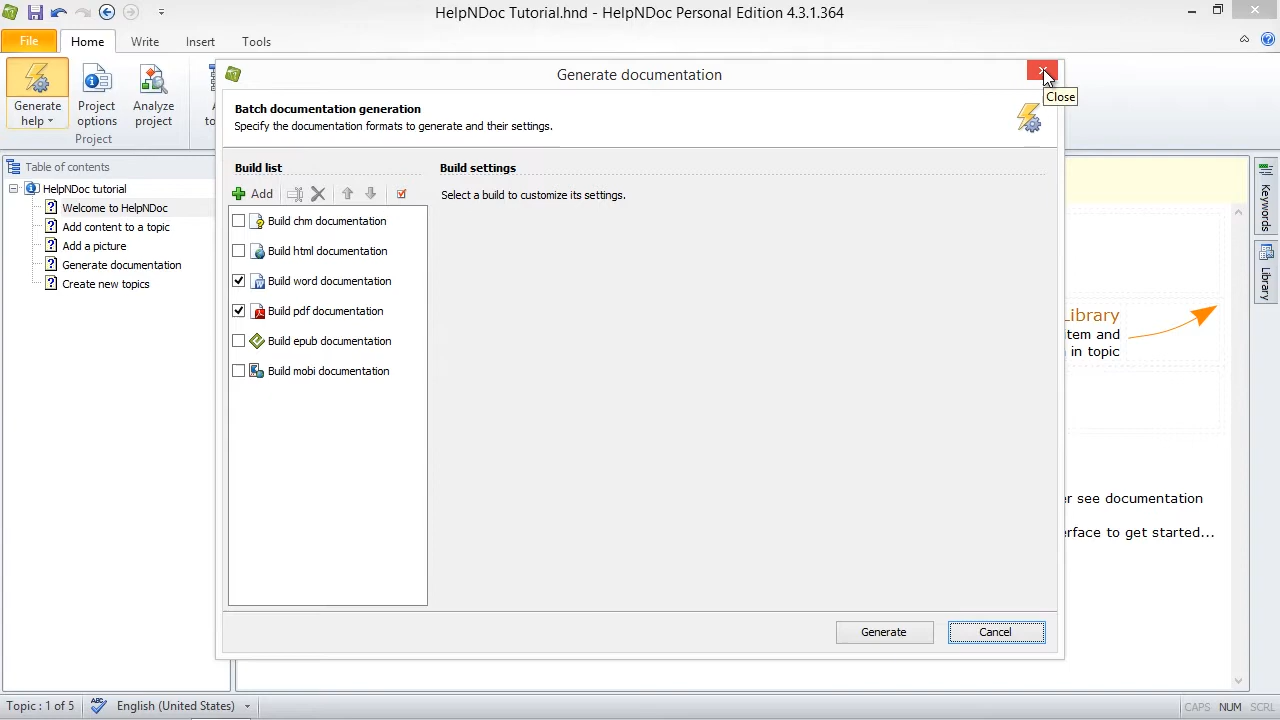 HelpNDoc Tutorial.hnd - HelpNDoc Personal Edition 4.3.1.364
File Home Write Insert Tools
Generate help
Project options
Analyze project
Project
Generate documentation
Close
Batch documentation generation
Specify the documentation formats to generate and their settings.
Table of contents
HelpNDoc tutorial
Welcome to HelpNDoc
Add content to a topic
Add a picture
Generate documentation
Create new topics
Build list
Add
Build chm documentation
Build html documentation
Build word documentation
Build pdf documentation
Build epub documentation
Build mobi documentation
Build settings
Select a build to customize its settings.
Generate
Cancel
Library
item and
in topic
see documentation
to get started...
Keywords
Library
Topic : 1 of 5
ABC
English (United States)
CAPS NUM SCRL